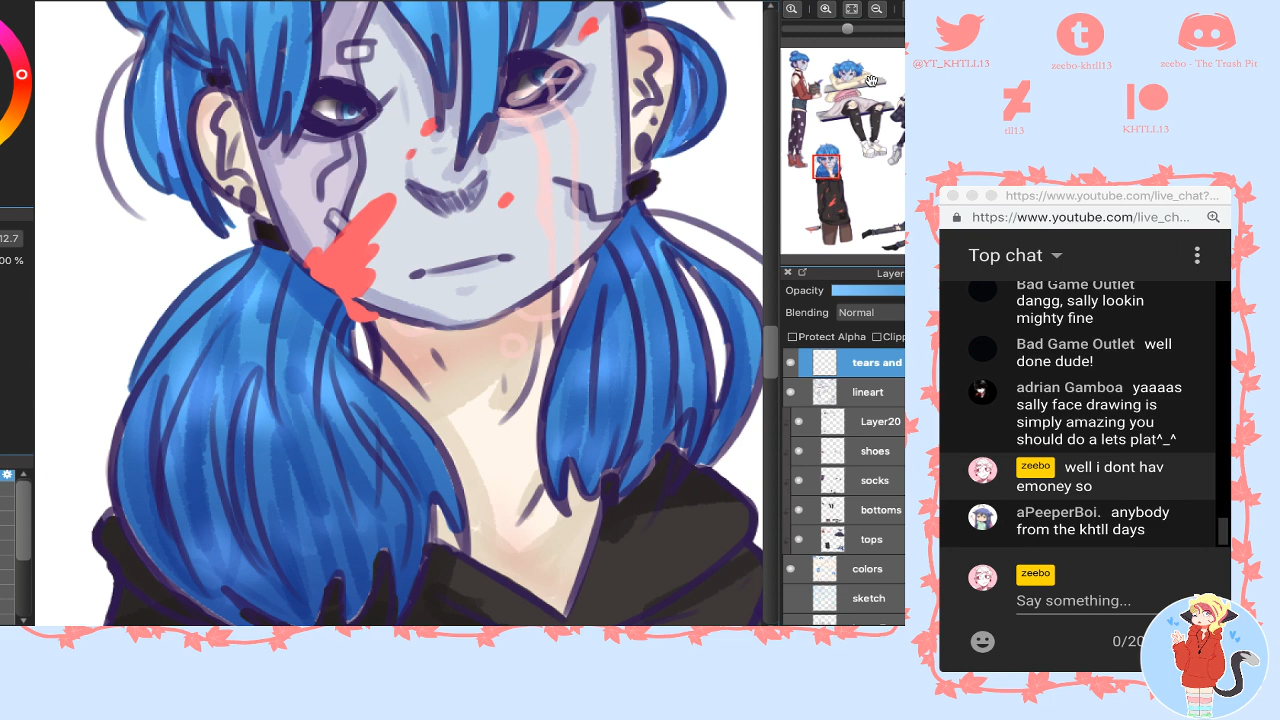 @YT_KHTLL13
zeebo-khtll13
zeebo - The Trash Pit
tll13
KHTLL13
12.7
00 %
Layer
Opacity
Blending Normal
Protect Alpha Clipp
tears and
lineart
Layer20
shoes
socks
bottoms
tops
colors
sketch
https://www.youtube.com/live_chat?...
https://www.youtube.com/live_ch...
Top chat
Bad Game Outlet
dangg, sally lookin
mighty fine
Bad Game Outlet well
done dude!
adrian Gamboa yaaaas
sally face drawing is
simply amazing you
should do a lets plat^_^
zeebo well i dont hav
emoney so
aPeeperBoi. anybody
from the khtll days
zeebo
Say something...
0/20